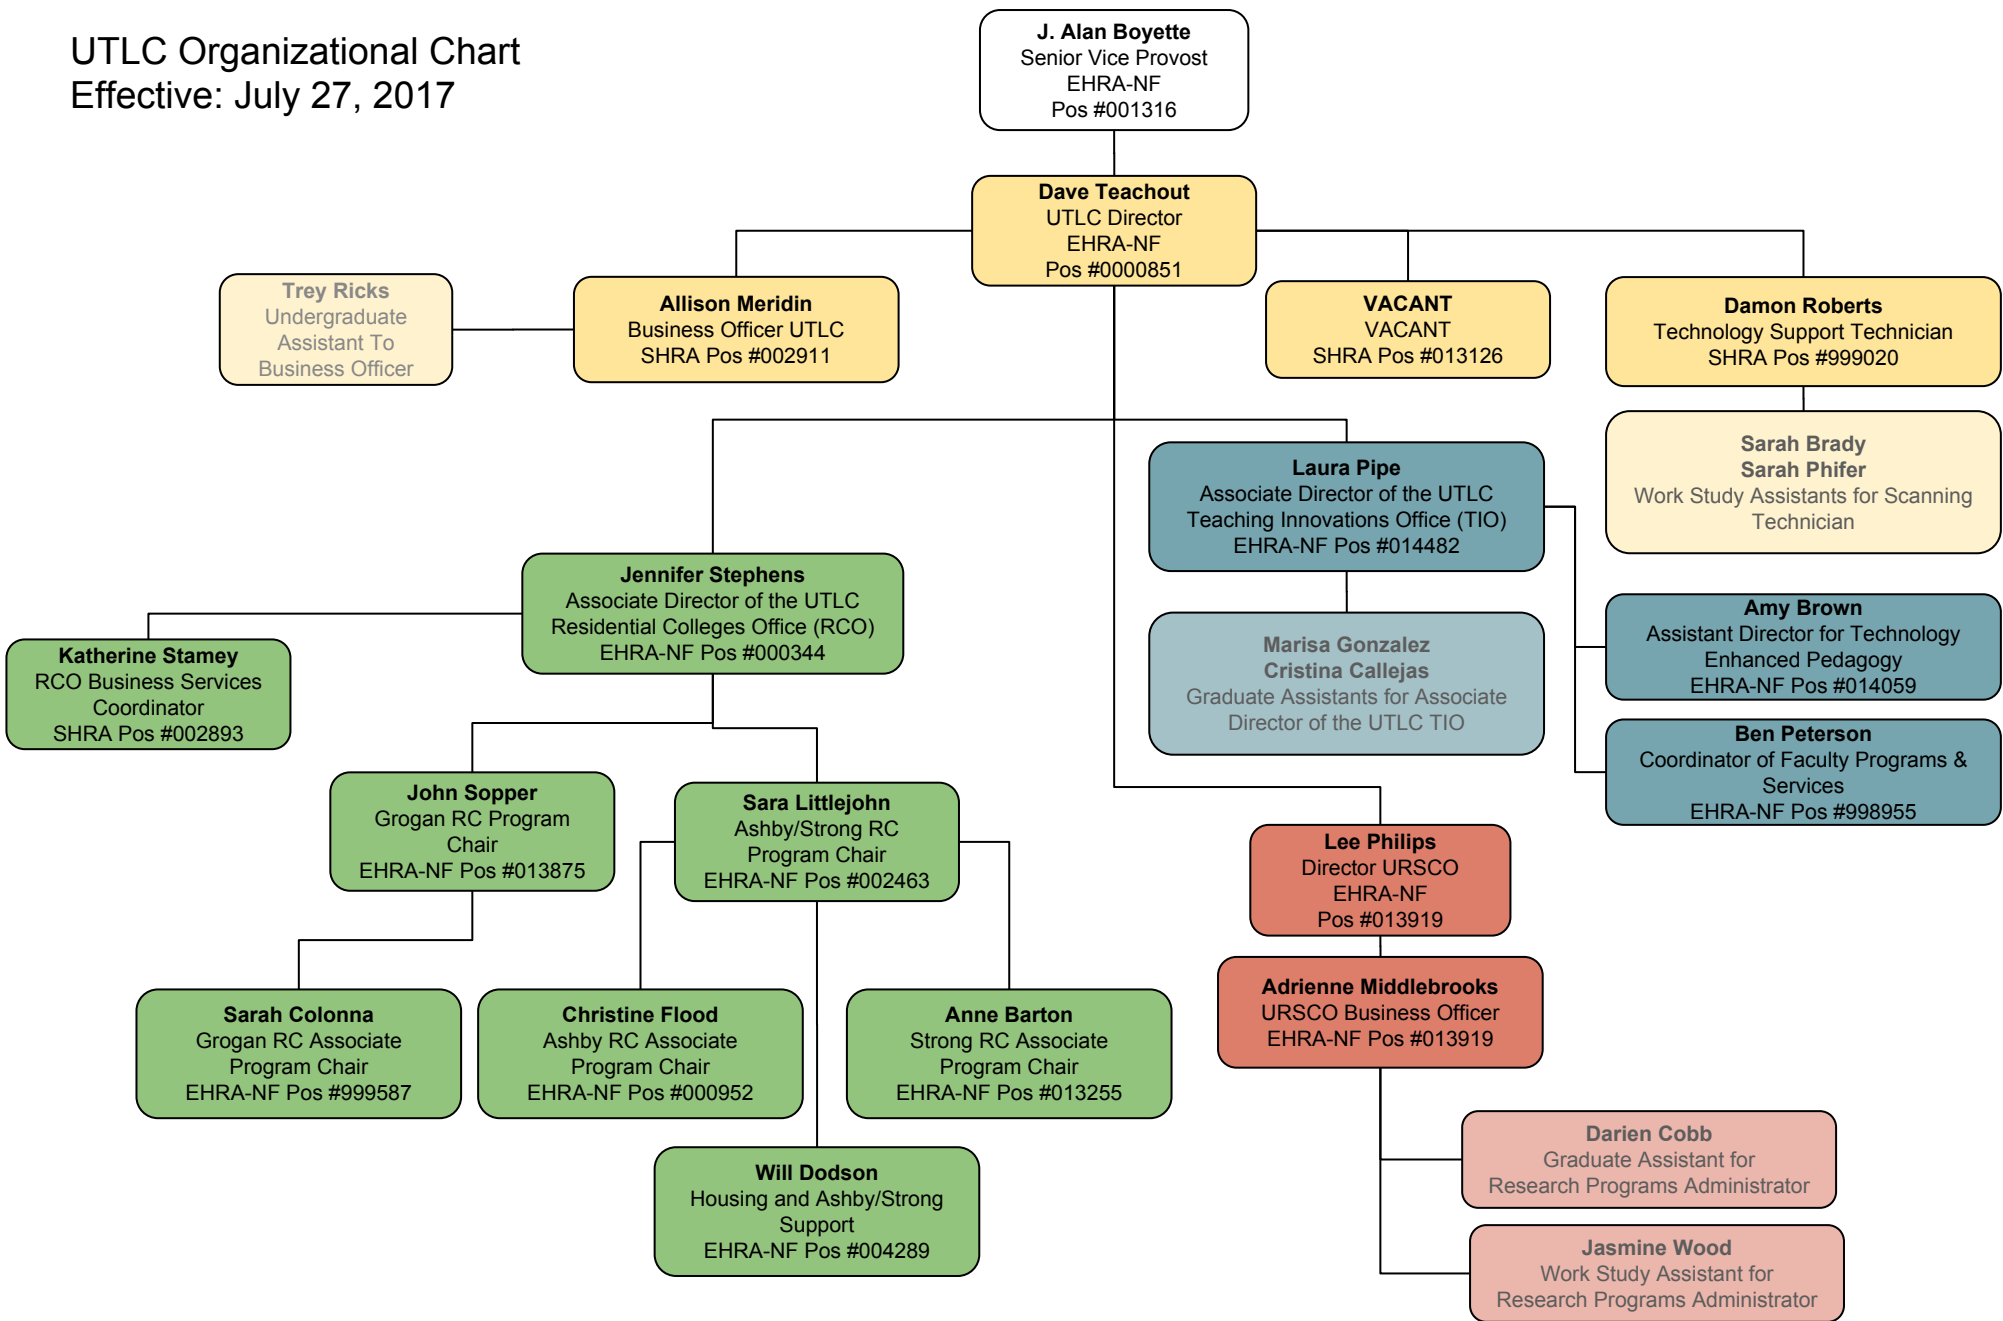 UTLC Organizational Chart
Effective: July 27, 2017
J. Alan Boyette
Senior Vice Provost
EHRA-NF
Pos #001316
Dave Teachout
UTLC Director
EHRA-NF
Pos #0000851
Trey Ricks
Undergraduate
Assistant To
Business Officer
Allison Meridin
Business Officer UTLC
SHRA Pos #002911
VACANT
VACANT
SHRA Pos #013126
Damon Roberts
Technology Support Technician
SHRA Pos #999020
Sarah Brady
Sarah Phifer
Work Study Assistants for Scanning
Technician
Laura Pipe
Associate Director of the UTLC
Teaching Innovations Office (TIO)
EHRA-NF Pos #014482
Jennifer Stephens
Associate Director of the UTLC
Residential Colleges Office (RCO)
EHRA-NF Pos #000344
Marisa Gonzalez
Cristina Callejas
Graduate Assistants for Associate
Director of the UTLC TIO
Amy Brown
Assistant Director for Technology
Enhanced Pedagogy
EHRA-NF Pos #014059
Katherine Stamey
RCO Business Services
Coordinator
SHRA Pos #002893
Ben Peterson
Coordinator of Faculty Programs &
Services
EHRA-NF Pos #998955
John Sopper
Grogan RC Program
Chair
EHRA-NF Pos #013875
Sara Littlejohn
Ashby/Strong RC
Program Chair
EHRA-NF Pos #002463
Lee Philips
Director URSCO
EHRA-NF
Pos #013919
Adrienne Middlebrooks
URSCO Business Officer
EHRA-NF Pos #013919
Sarah Colonna
Grogan RC Associate
Program Chair
EHRA-NF Pos #999587
Christine Flood
Ashby RC Associate
Program Chair
EHRA-NF Pos #000952
Anne Barton
Strong RC Associate
Program Chair
EHRA-NF Pos #013255
Darien Cobb
Graduate Assistant for
Research Programs Administrator
Will Dodson
Housing and Ashby/Strong
Support
EHRA-NF Pos #004289
Jasmine Wood
Work Study Assistant for
Research Programs Administrator